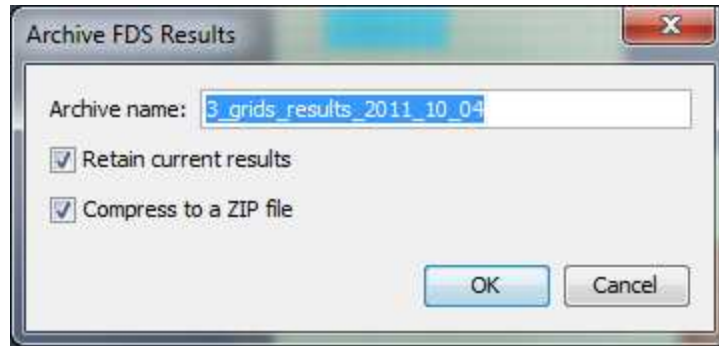 Archive FDS Results
Archive name: 3_grids_results_2011_10_04
Retain current results
Compress to a ZIP file
OK Cancel